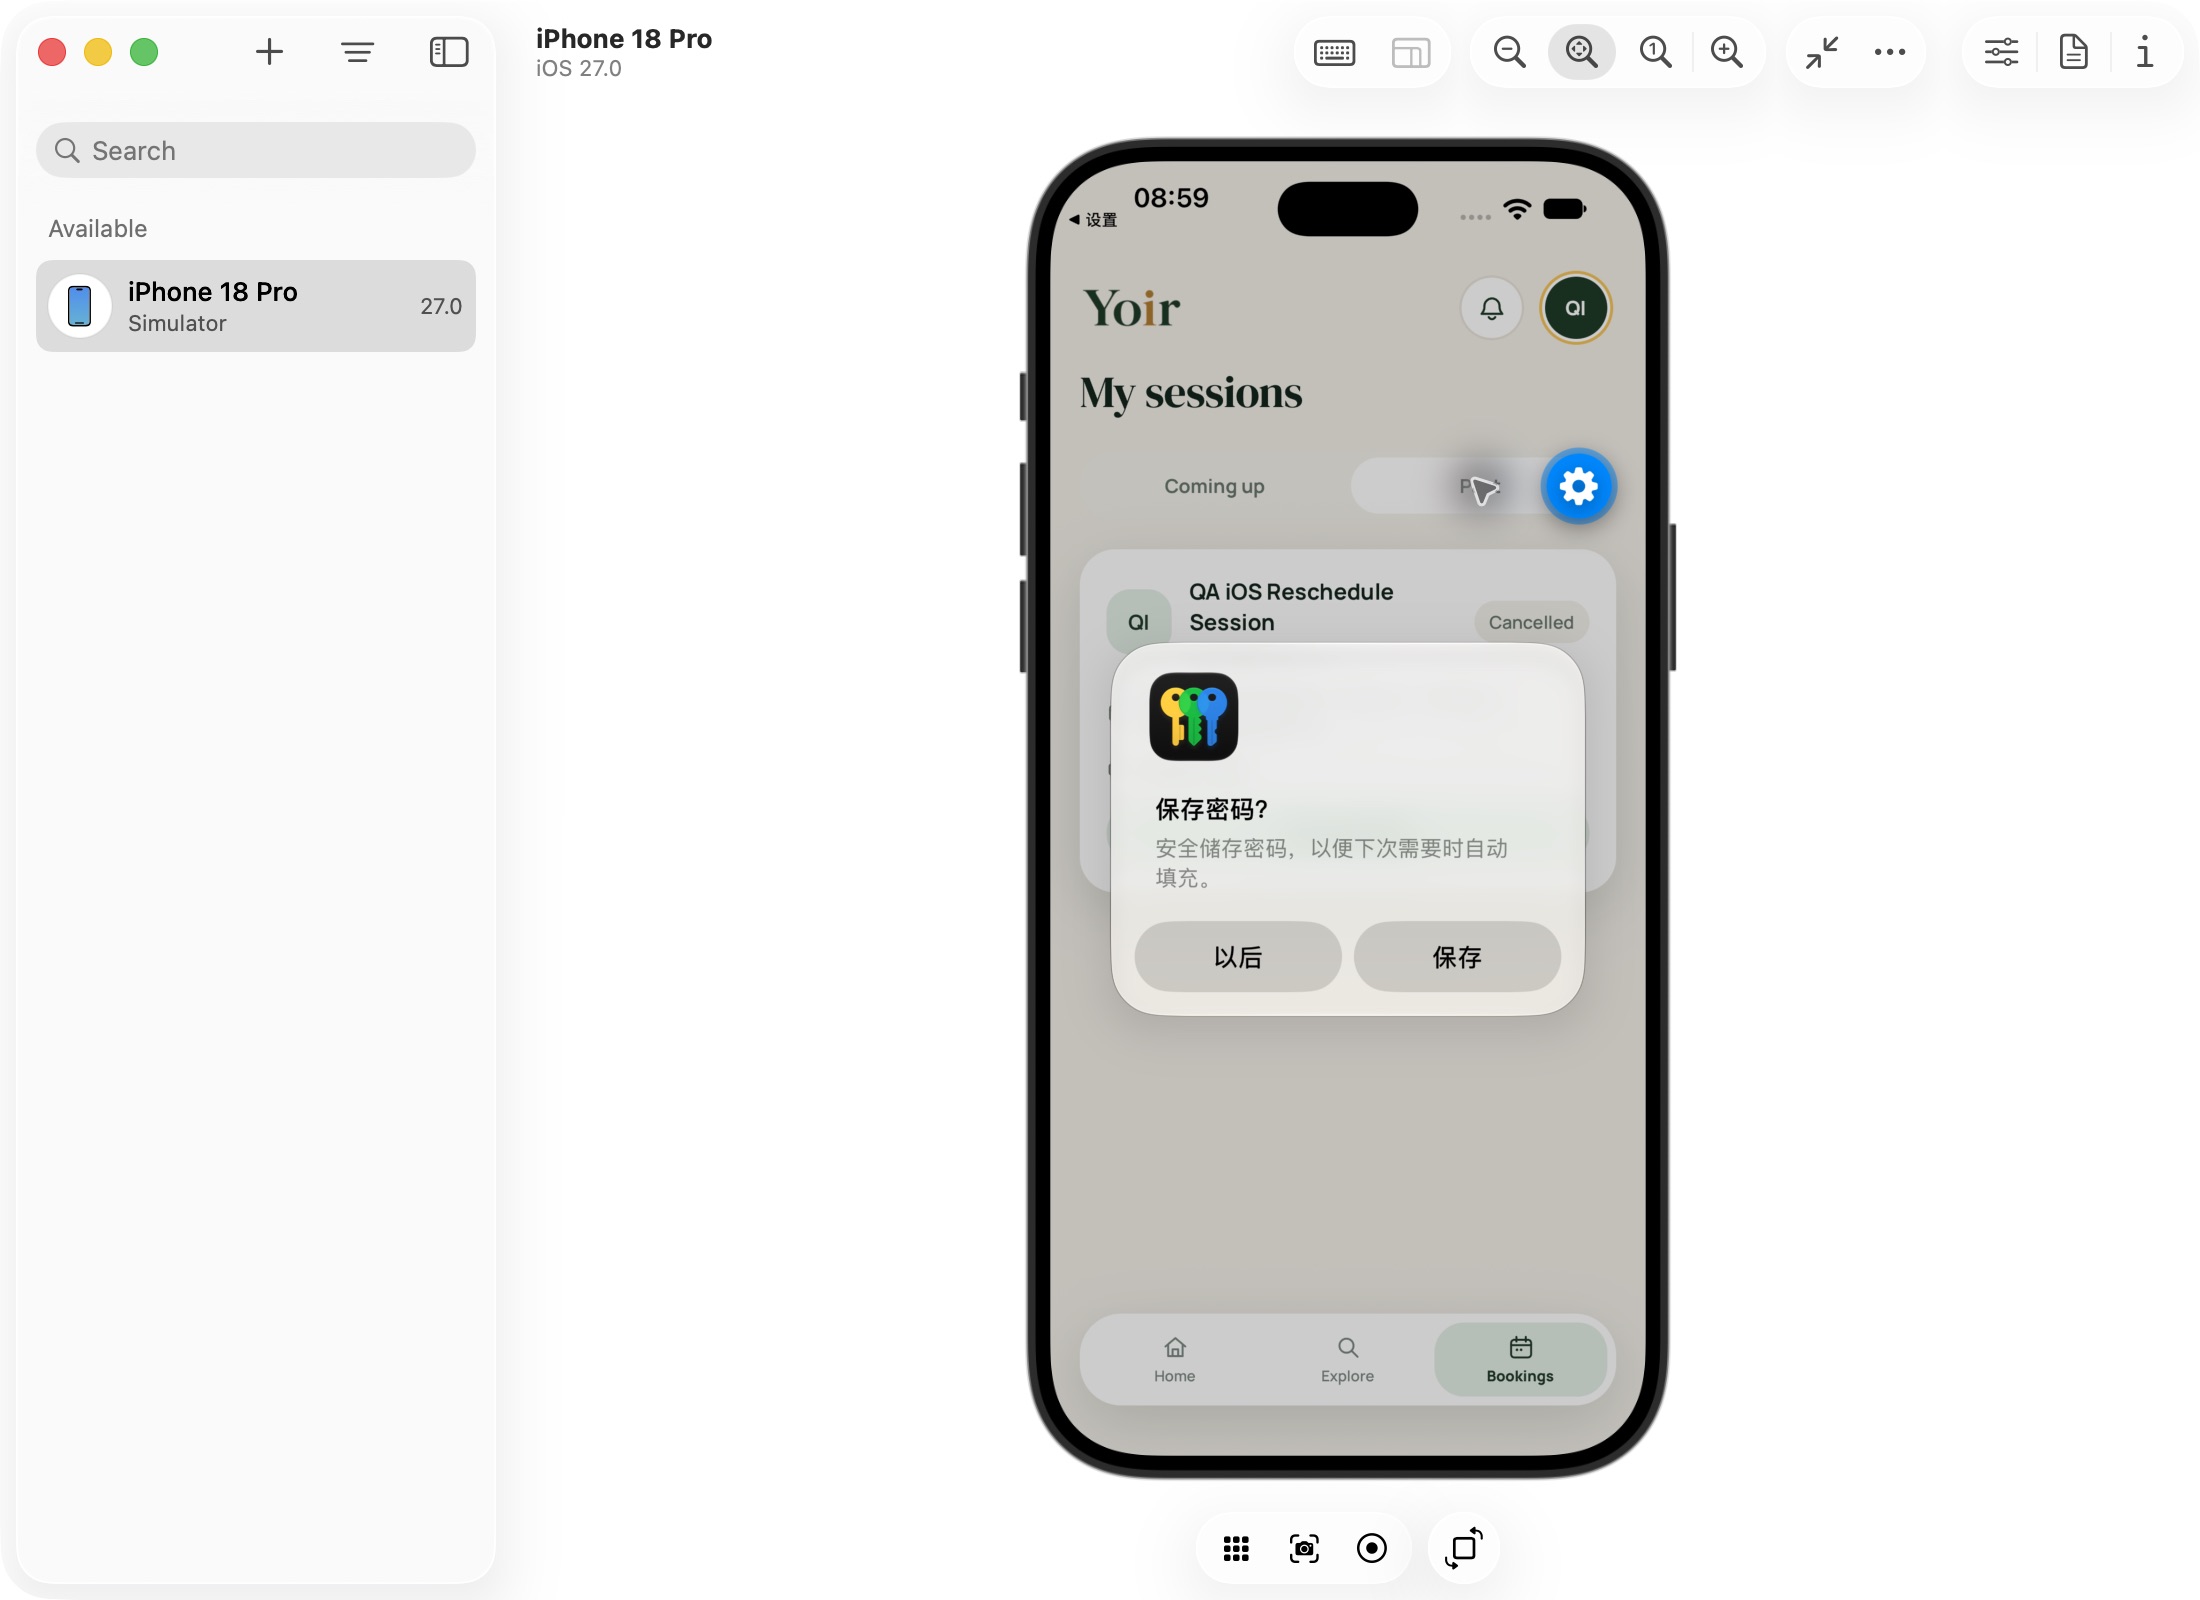 iPhone 18 Pro
iOS 27.0
Search
Available
iPhone 18 Pro
Simulator
27.0
08:59
设置
Yoir
QI
My sessions
Coming up
QA iOS Reschedule
Session
QI
Cancelled
保存密码?
安全储存密码，以便下次需要时自动
填充。
以后
保存
Home
Explore
Bookings